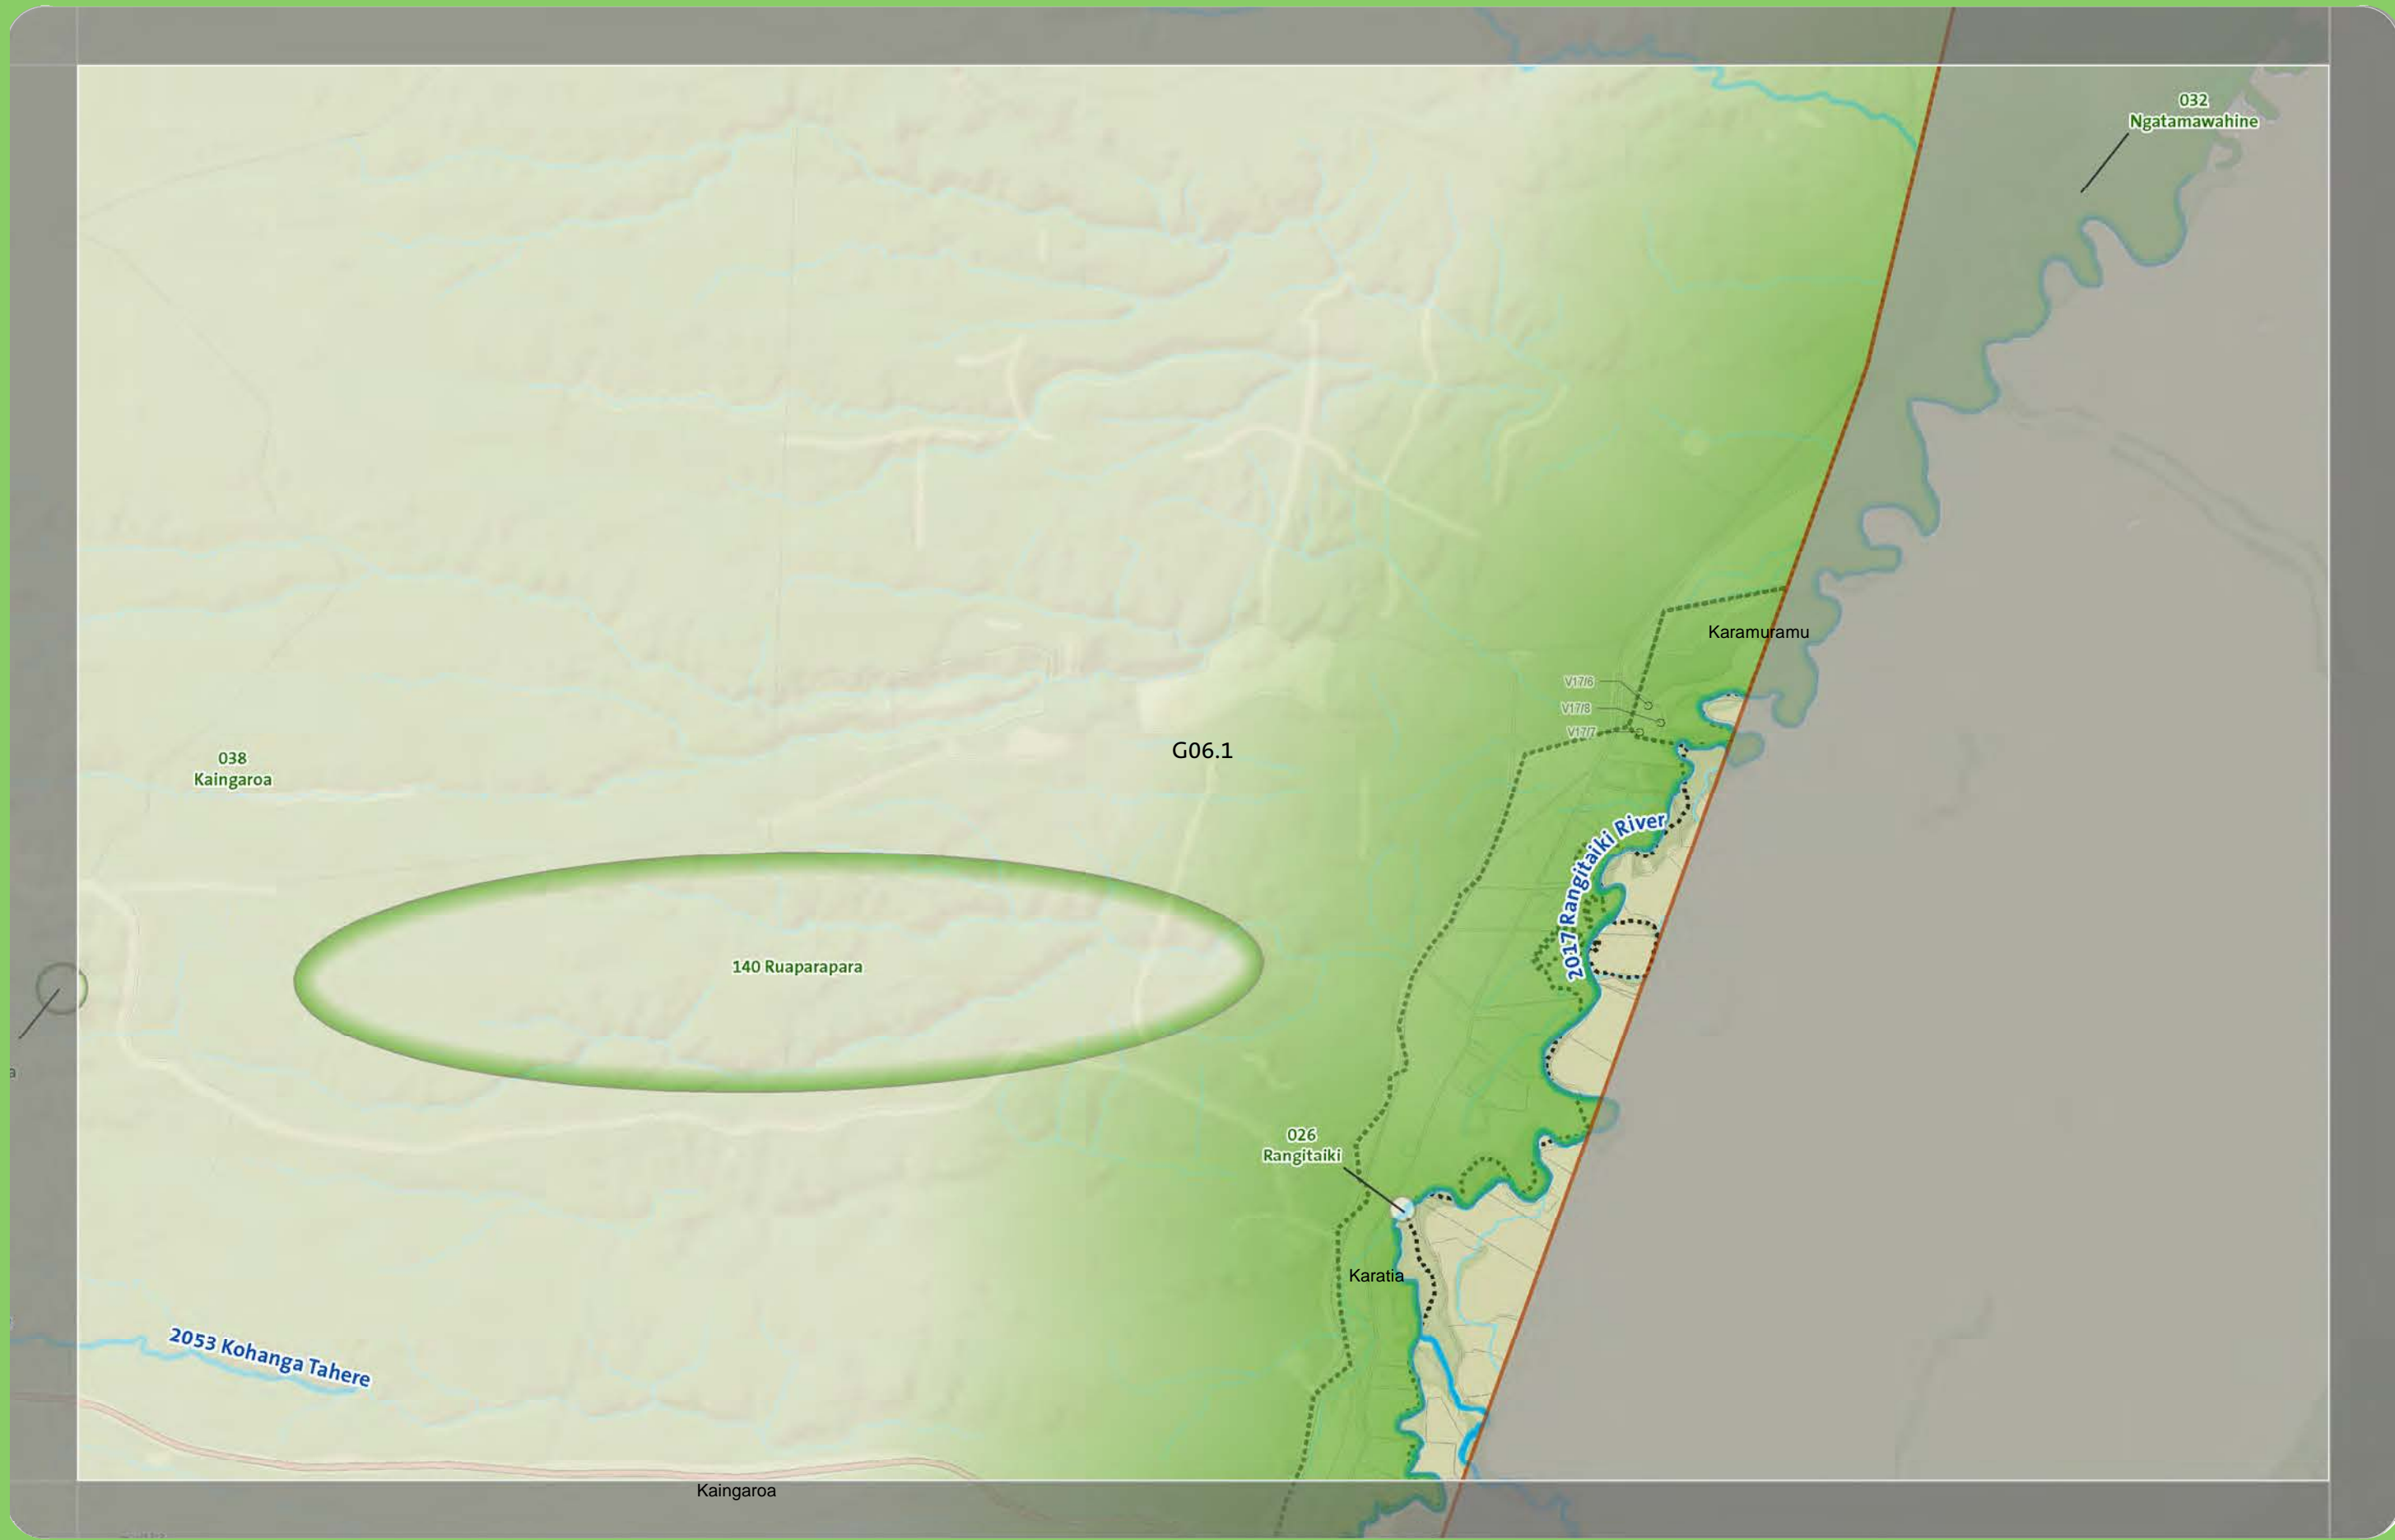 032
Ngatamawahine
Karamuramu
V17/6
V17/8
V17/7
G06.1
038
Kaingaroa
2017 Rangitaiki River
140 Ruaparapara
a
026
Rangitaiki
Karatia
2053 Kohanga Tahere
Kaingaroa